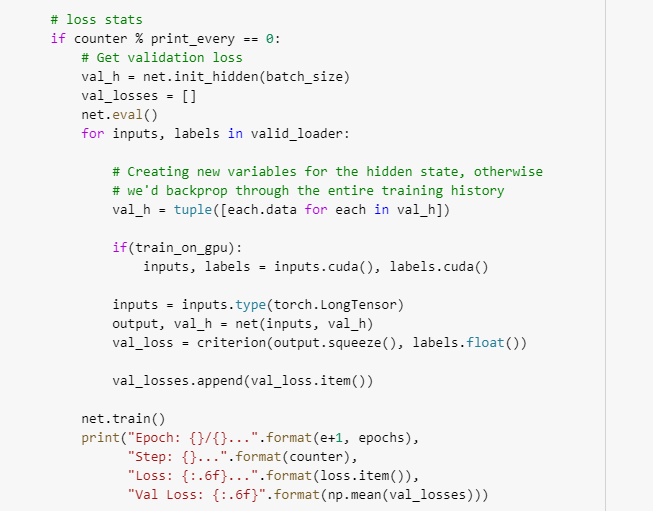 # loss stats
if counter % print_every == 0:
# Get validation loss
val_h = net.init_hidden(batch_size)
val_losses = []
net.eval()
for inputs, labels in valid_loader:
# Creating new variables for the hidden state, otherwise
# we'd backprop through the entire training history
val_h = tuple([each.data for each in val_h])
if(train_on_gpu):
inputs, labels = inputs.cuda(), labels.cuda()
inputs = inputs.type(torch.LongTensor)
output, val_h = net(inputs, val_h)
val_loss = criterion(output.squeeze(), labels.float())
val_losses.append(val_loss.item())
net.train()
print("Epoch: {}/{}...".format(e+1, epochs),
"Step: {}...".format(counter),
"Loss: {:.6f}...".format(loss.item()),
"Val Loss: {:.6f}".format(np.mean(val_losses)))